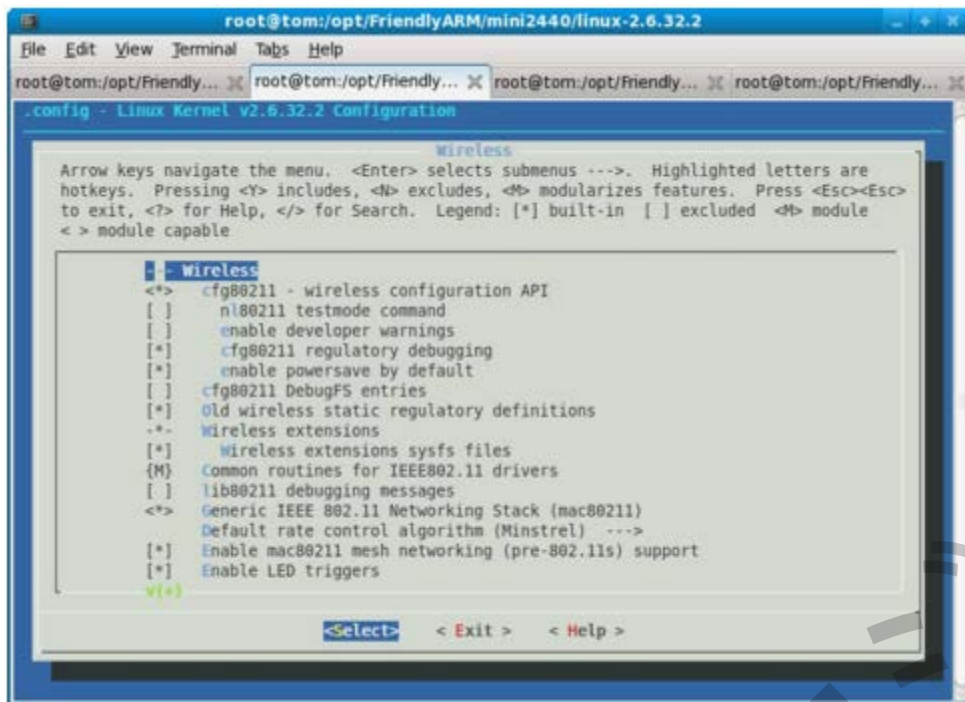 root@tom:/opt/FriendlyARM/mini2440/linux-2.6.32.2
File Edit View Terminal Tabs Help
root@tom:/opt/Friendly... root@tom:/opt/Friendly... root@tom:/opt/Friendly... root@tom:/opt/Friendly...
.config - Linux Kernel v2.6.32.2 Configuration
Wireless
Arrow keys navigate the menu. <Enter> selects submenus --->. Highlighted letters are
hotkeys. Pressing <Y> includes, <N> excludes, <M> modularizes features. Press <Esc><Esc>
to exit, <?> for Help, </> for Search. Legend: [*] built-in [ ] excluded <M> module
< > module capable
--- Wireless
<*> cfg80211 - wireless configuration API
[ ] nl80211 testmode command
[ ] enable developer warnings
[*] cfg80211 regulatory debugging
[*] enable powersave by default
[ ] cfg80211 DebugFS entries
[*] Old wireless static regulatory definitions
-*- Wireless extensions
[*] Wireless extensions sysfs files
{M} Common routines for IEEE802.11 drivers
[ ] lib80211 debugging messages
<*> Generic IEEE 802.11 Networking Stack (mac80211)
Default rate control algorithm (Minstrel) --->
[*] Enable mac80211 mesh networking (pre-802.11s) support
[*] Enable LED triggers
v(+)
<Select> < Exit > < Help >